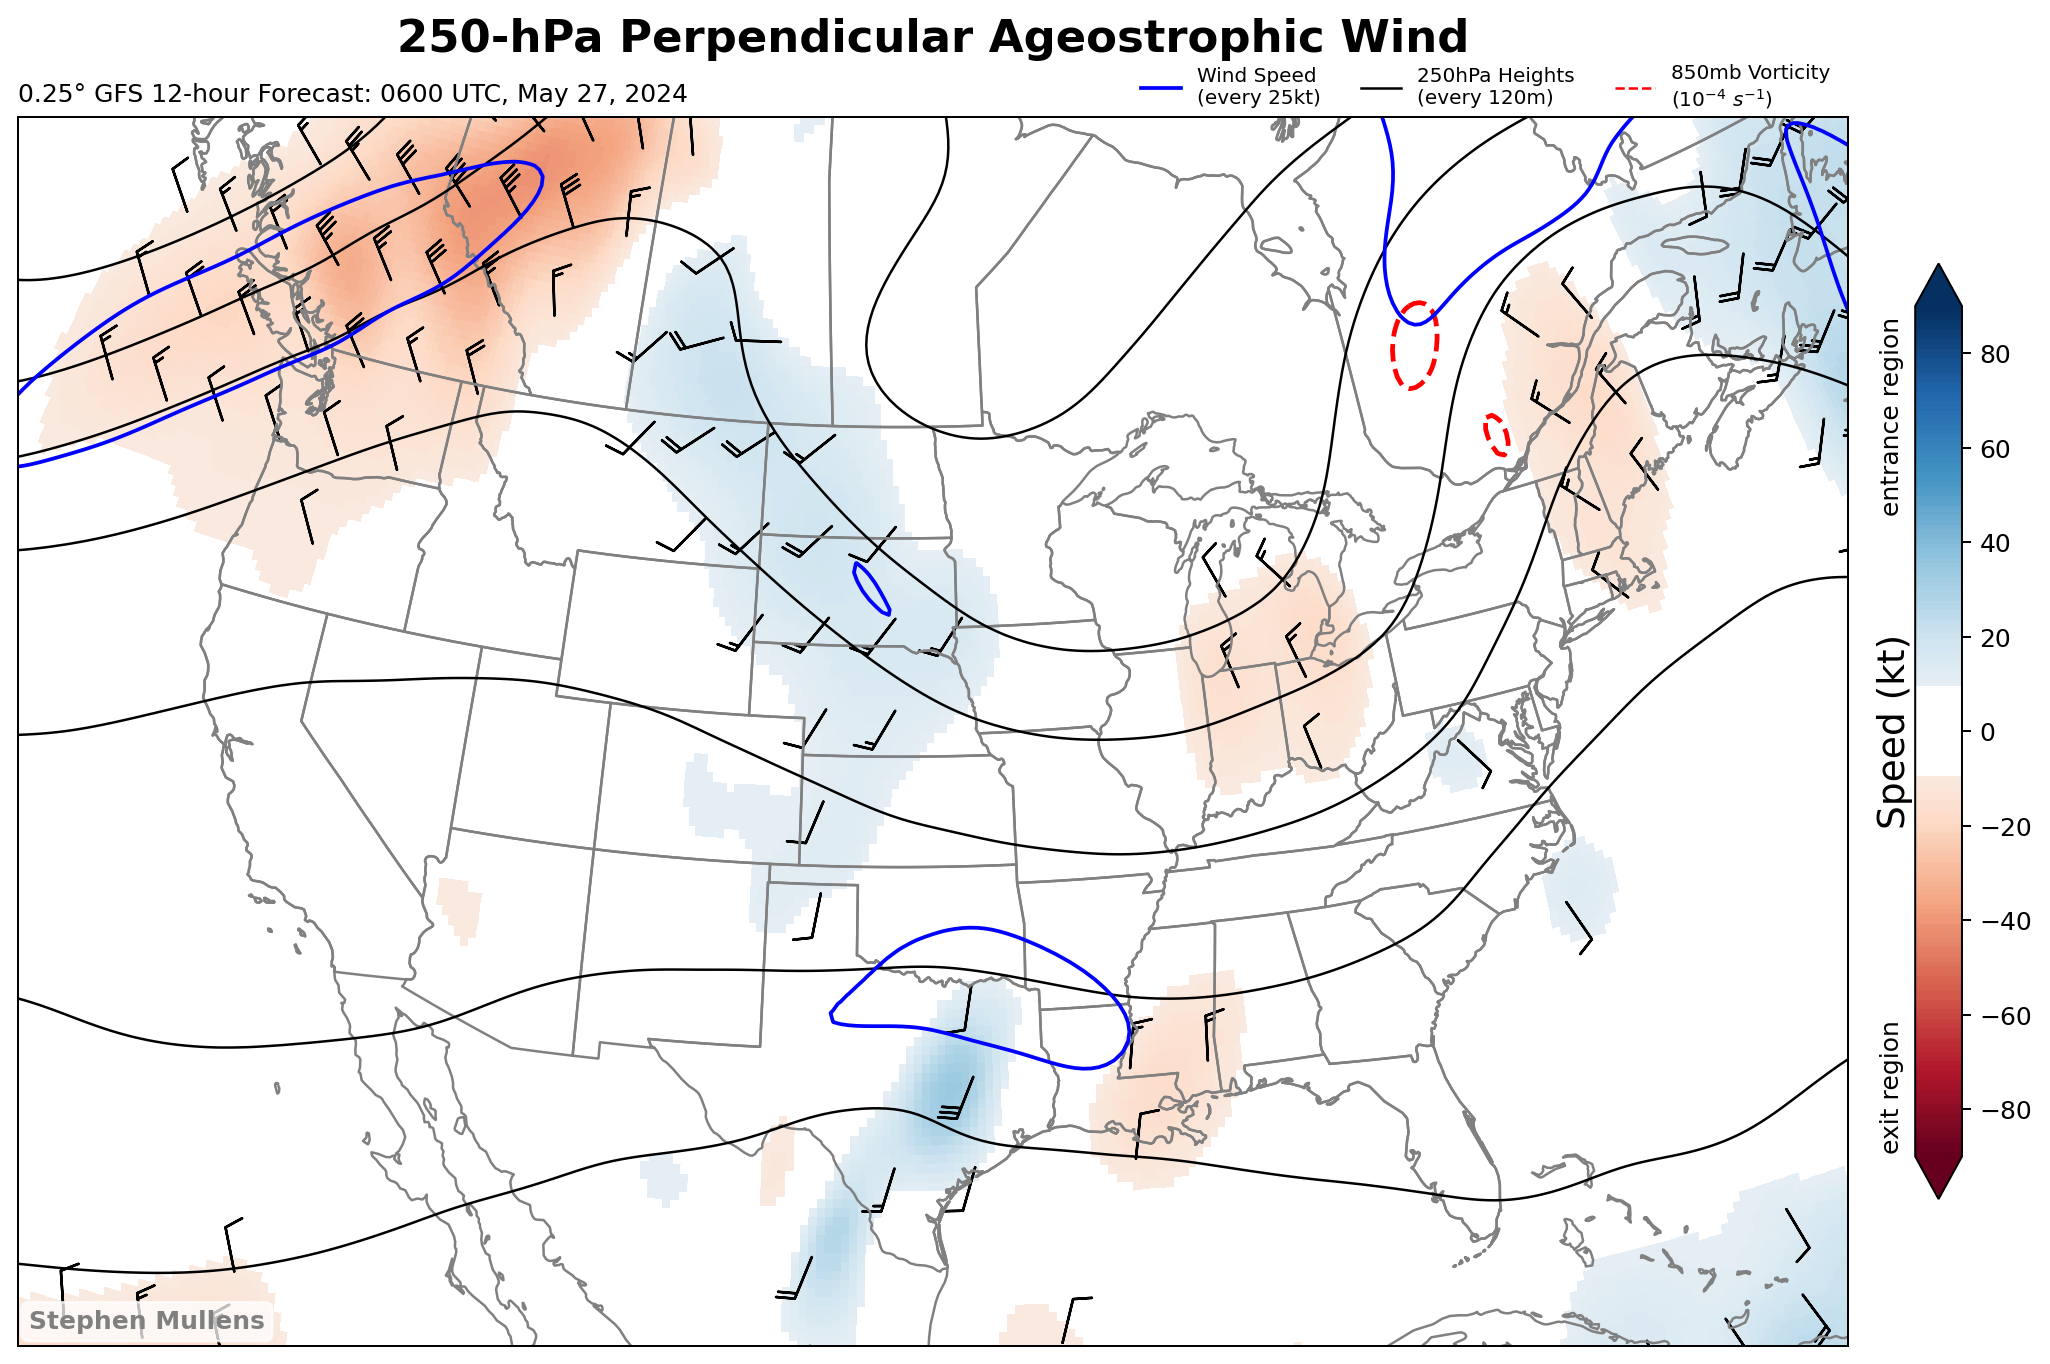 250-hPa Perpendicular Ageostrophic Wind
0.25° GFS 12-hour Forecast: 0600 UTC, May 27, 2024
Wind Speed
(every 25kt)
250hPa Heights
(every 120m)
850mb Vorticity
(10⁻⁴ s⁻¹)
entrance region
Speed (kt)
exit region
80
60
40
20
0
−20
−40
−60
−80
Stephen Mullens